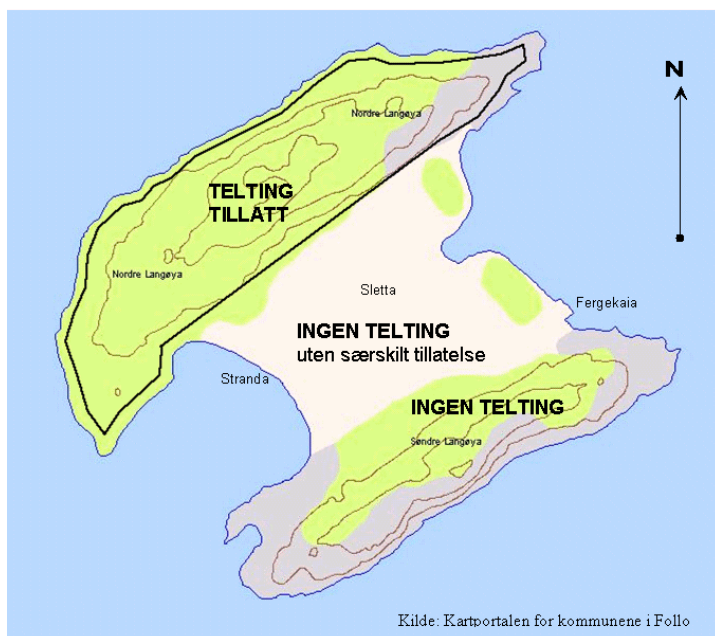 N
Nordre Langøya
TELTING
TILLATT
Nordre Langøya
Sletta
Fergekaia
INGEN TELTING
uten særskilt tillatelse
Stranda
INGEN TELTING
Søndre Langøya
Kilde: Kartportalen for kommunene i Follo